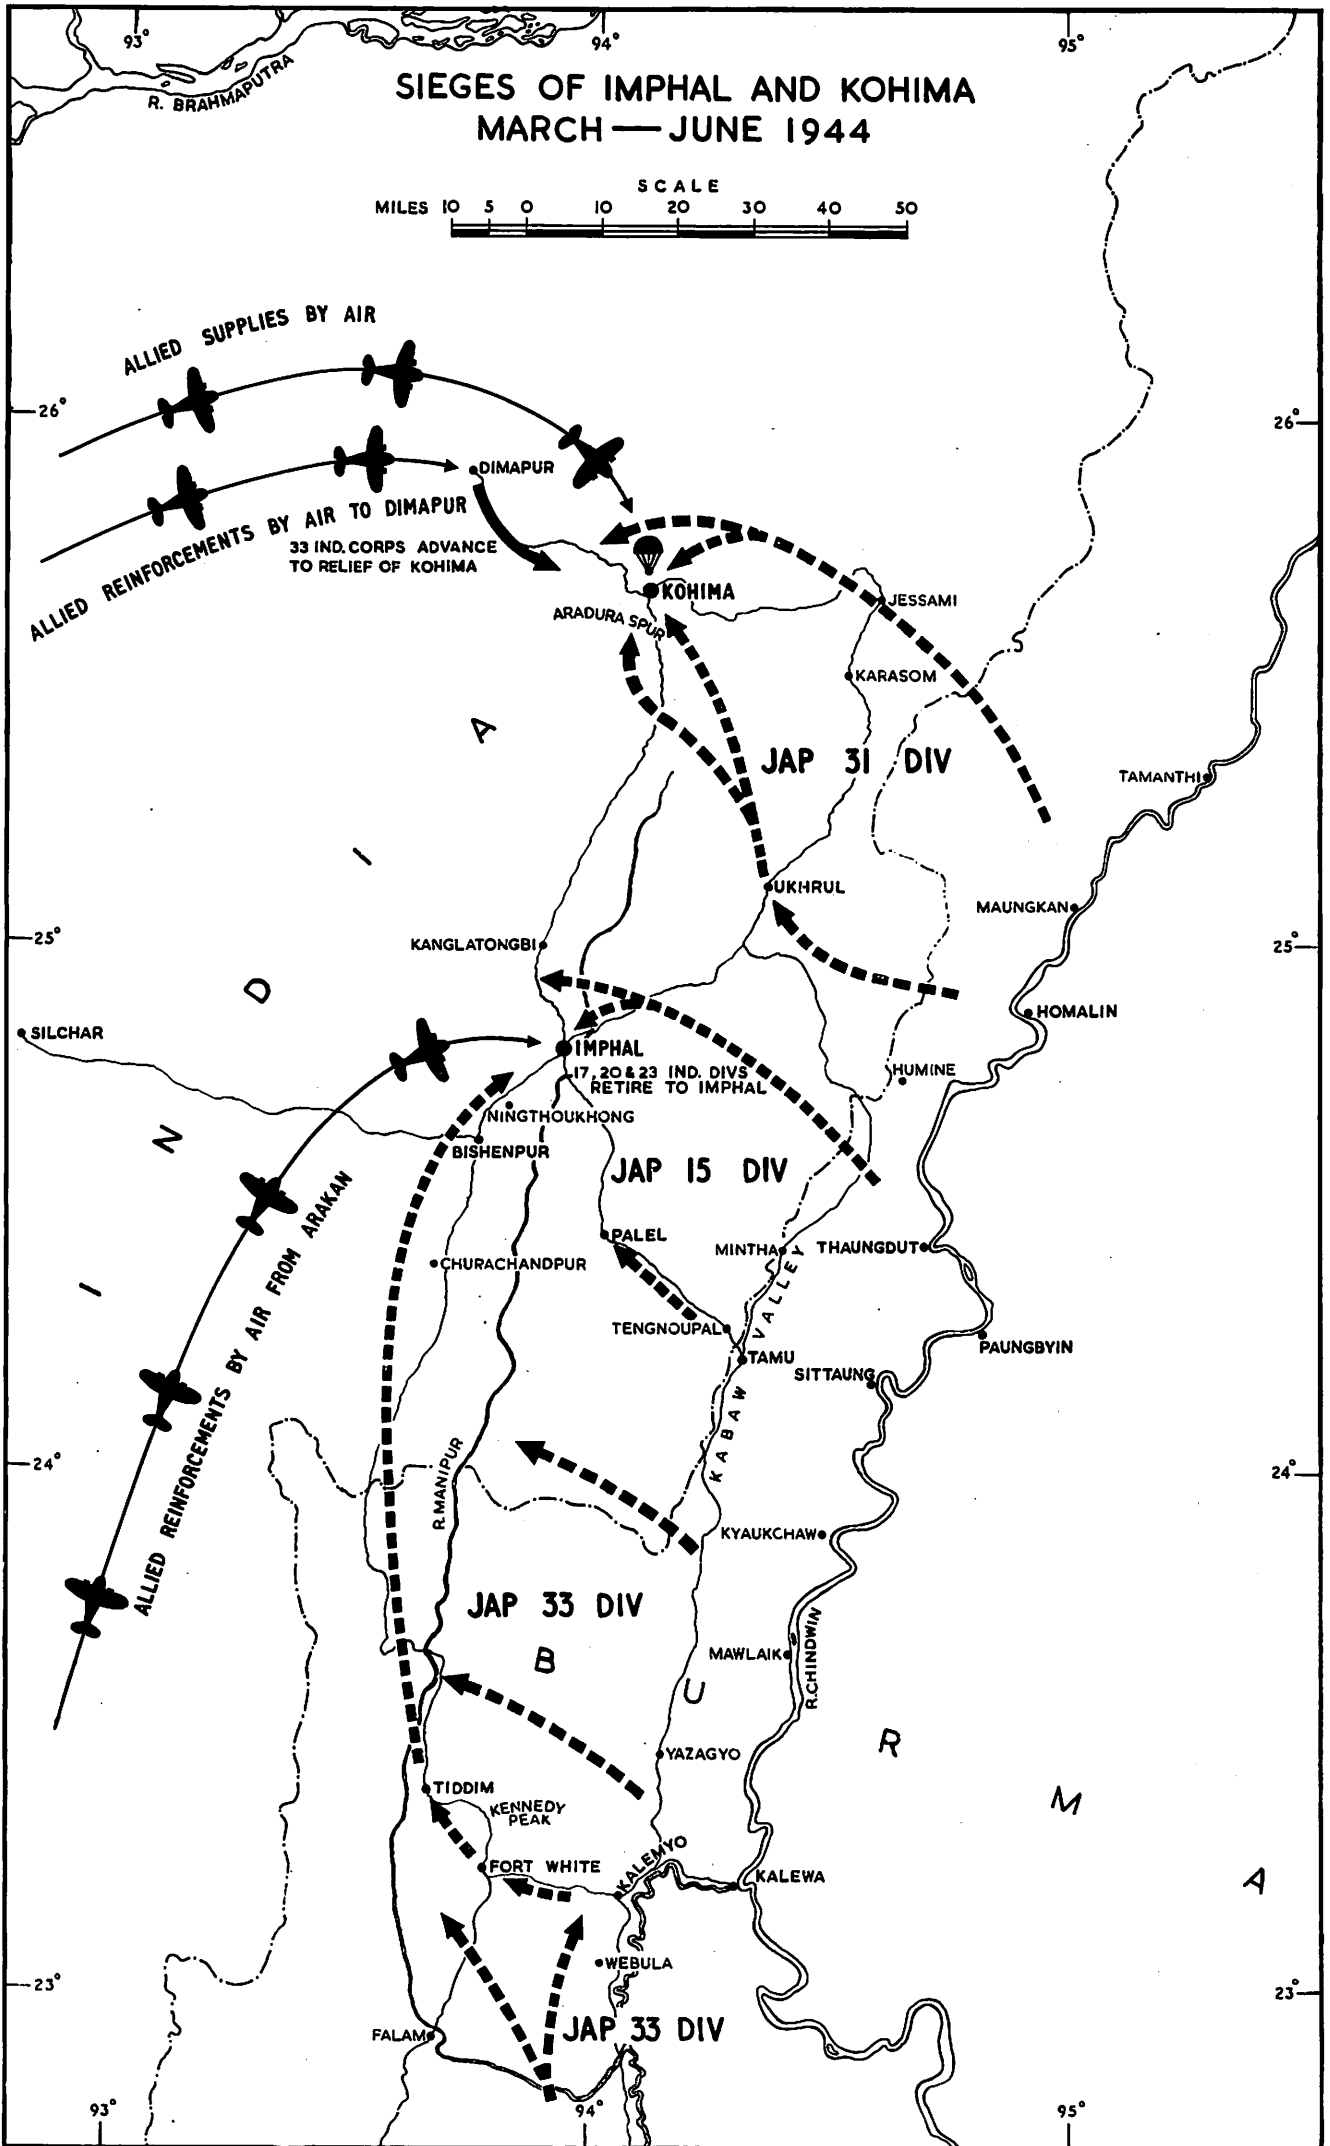 93°
94°
95°
R. BRAHMAPUTRA
SIEGES OF IMPHAL AND KOHIMA
MARCH — JUNE 1944
SCALE
MILES 10 5 0 10 20 30 40 50
ALLIED SUPPLIES BY AIR
26°
26°
DIMAPUR
ALLIED REINFORCEMENTS BY AIR TO DIMAPUR
33 IND. CORPS ADVANCE
TO RELIEF OF KOHIMA
KOHIMA
JESSAMI
ARADURA SPUR
KARASOM
JAP 31 DIV
TAMANTHI
UKHRUL
MAUNGKAN
KANGLATONGBI
25°
25°
INDIA
HOMALIN
SILCHAR
IMPHAL
17, 20 & 23 IND. DIVS
RETIRE TO IMPHAL
HUMINE
NINGTHOUKHONG
BISHENPUR
JAP 15 DIV
ALLIED REINFORCEMENTS BY AIR FROM ARAKAN
PALEL
MINTHA
THAUNGDUT
CHURACHANDPUR
TENGNOUPAL
KABAW VALLEY
TAMU
PAUNGBYIN
SITTAUNG
24°
24°
R. MANIPUR
KYAUKCHAW
JAP 33 DIV
BURMA
MAWLAIK
R. CHINDWIN
YAZAGYO
TIDDIM
KENNEDY
PEAK
FORT WHITE
KALEMYO
KALEWA
WEBULA
23°
23°
FALAM
JAP 33 DIV
93°
94°
95°